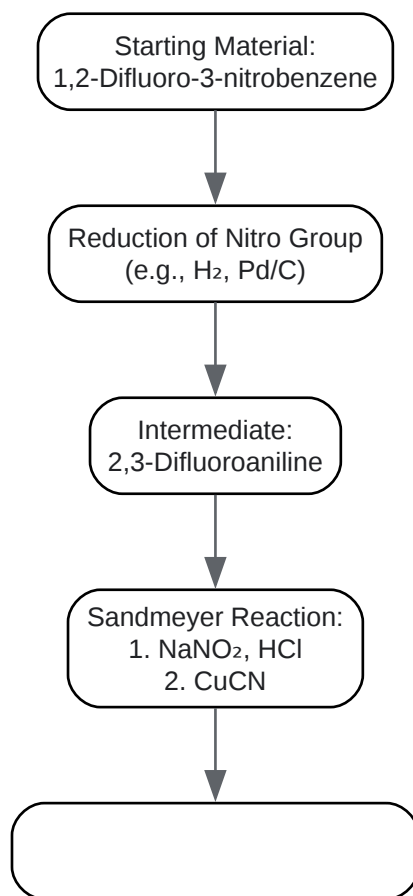 Starting Material:
1,2-Difluoro-3-nitrobenzene
Reduction of Nitro Group
(e.g., H₂, Pd/C)
Intermediate:
2,3-Difluoroaniline
Sandmeyer Reaction:
1. NaNO₂, HCl
2. CuCN